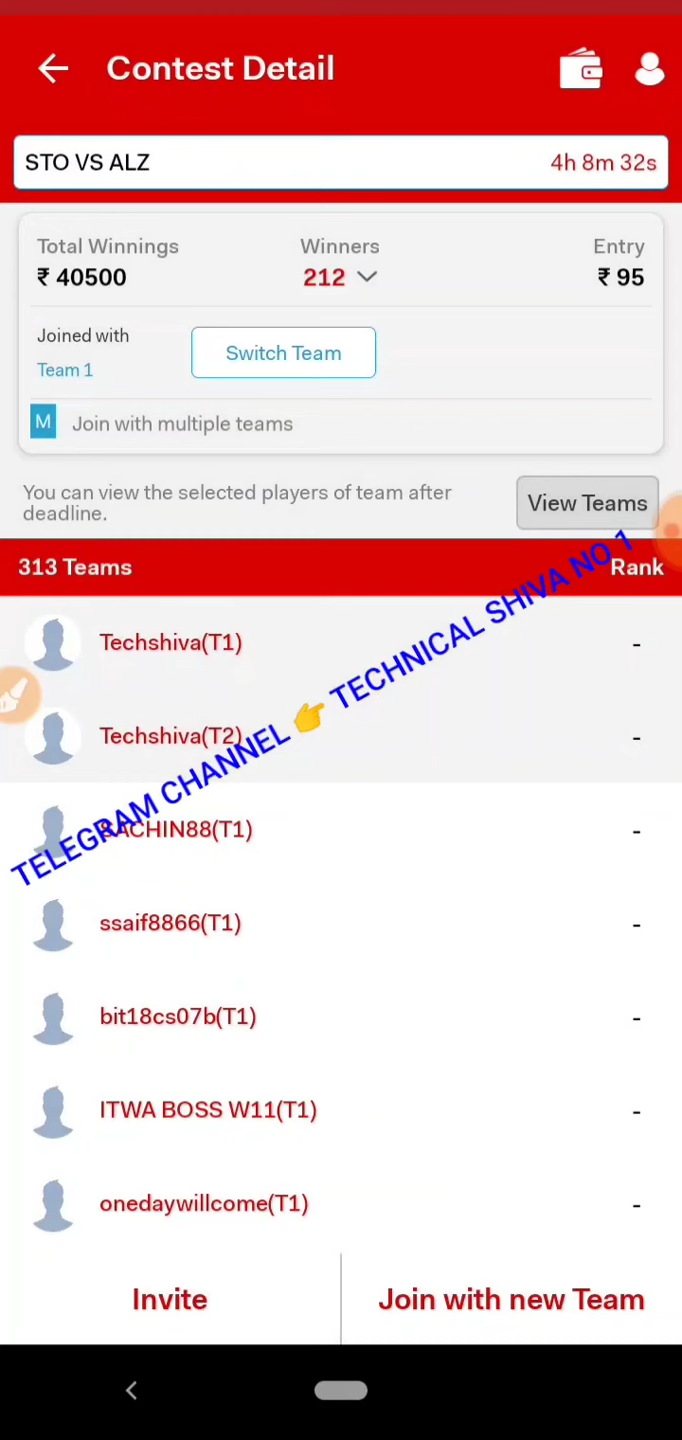 Contest Detail
STO VS ALZ 4h 8m 32s
Total Winnings Winners Entry
₹ 40500 212 ₹ 95
Joined with
Team 1
Switch Team
M Join with multiple teams
You can view the selected players of team after
deadline.
View Teams
313 Teams Rank
Techshiva(T1) -
Techshiva(T2) -
SACHIN88(T1) -
ssaif8866(T1) -
bit18cs07b(T1) -
ITWA BOSS W11(T1) -
onedaywillcome(T1) -
TELEGRAM CHANNEL 👉 TECHNICAL SHIVA NO 1
Invite Join with new Team